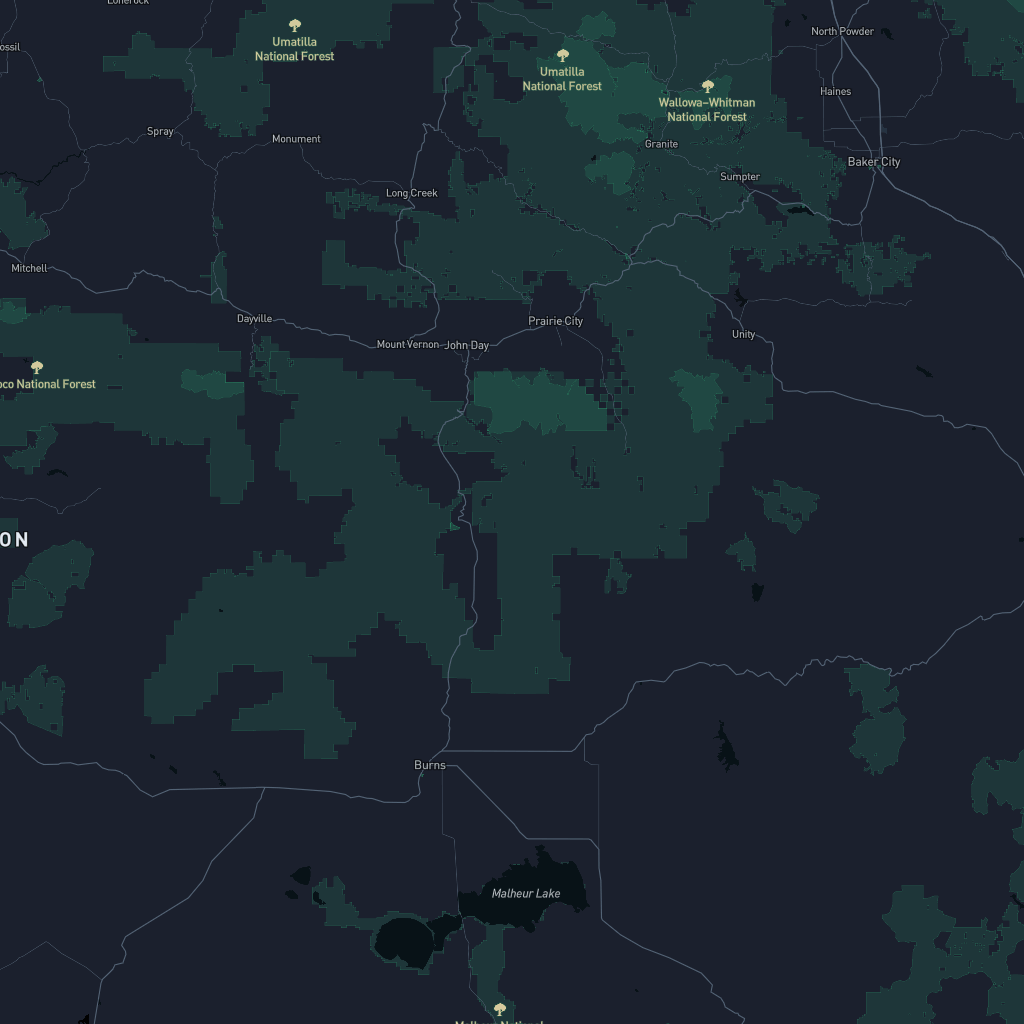 Umatilla
National Forest
Umatilla
National Forest
Wallowa–Whitman
National Forest
North Powder
Haines
Baker City
Granite
Sumpter
Spray
Monument
Long Creek
Mitchell
Dayville
Mount Vernon
John Day
Prairie City
Unity
oco National Forest
ossil
ON
Burns
Malheur Lake